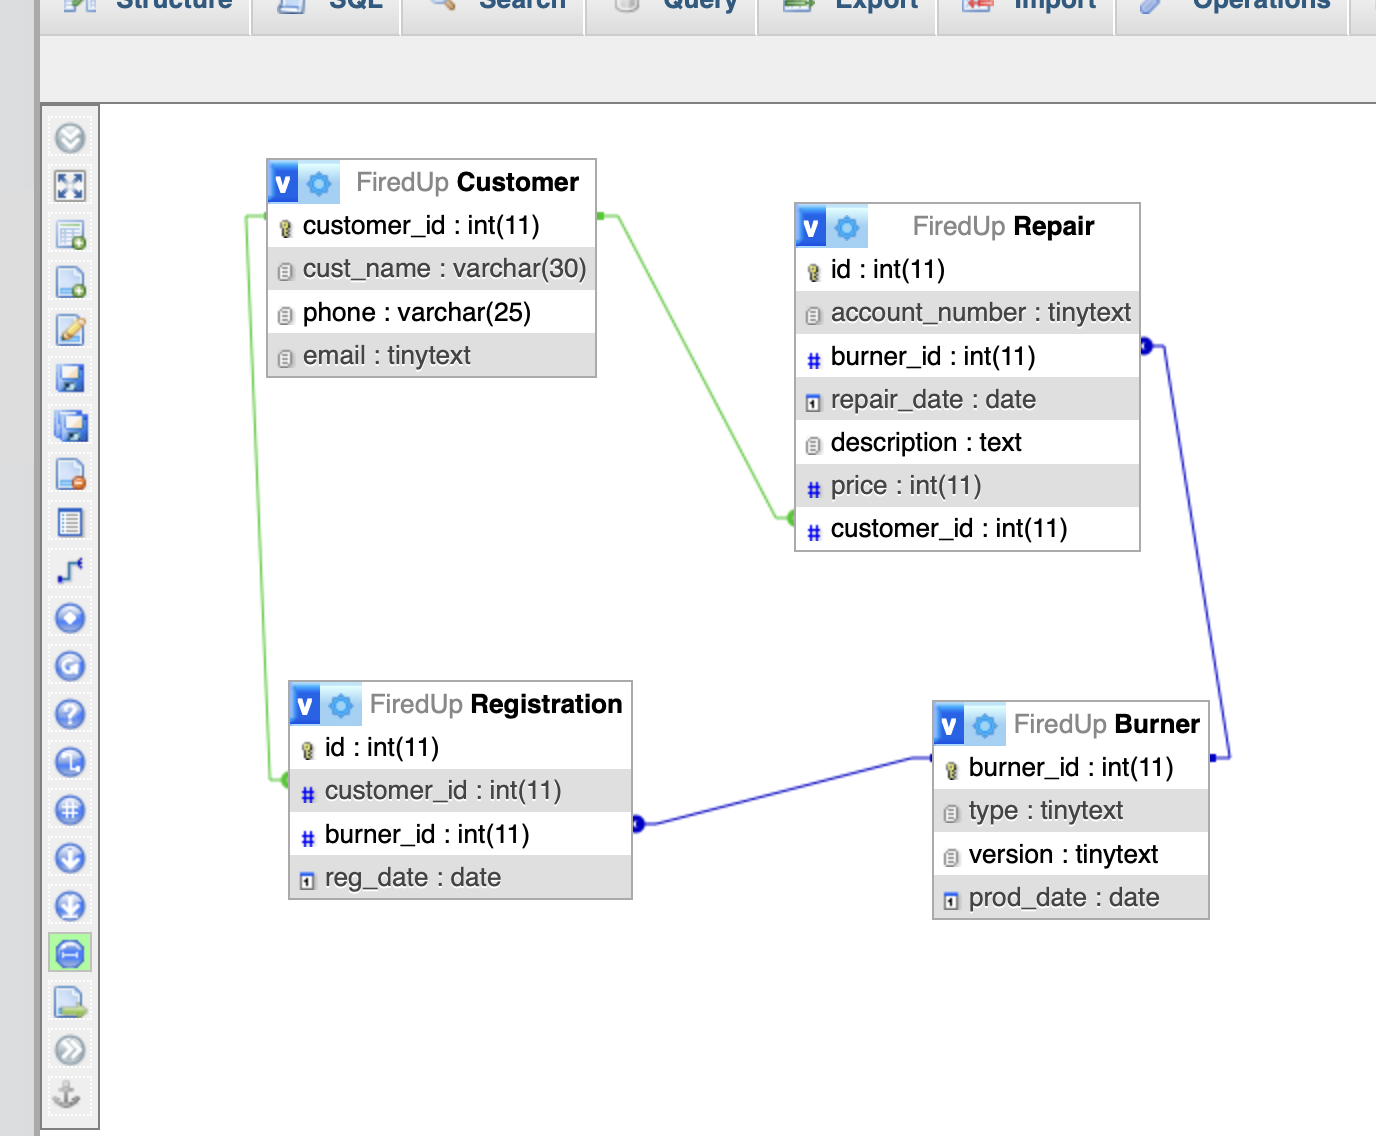 Structure SQL Search Query Export Import Operations
v FiredUp Customer
customer_id : int(11)
cust_name : varchar(30)
phone : varchar(25)
email : tinytext
v FiredUp Repair
id : int(11)
account_number : tinytext
# burner_id : int(11)
1 repair_date : date
description : text
# price : int(11)
# customer_id : int(11)
v FiredUp Registration
id : int(11)
# customer_id : int(11)
# burner_id : int(11)
1 reg_date : date
v FiredUp Burner
burner_id : int(11)
type : tinytext
version : tinytext
1 prod_date : date